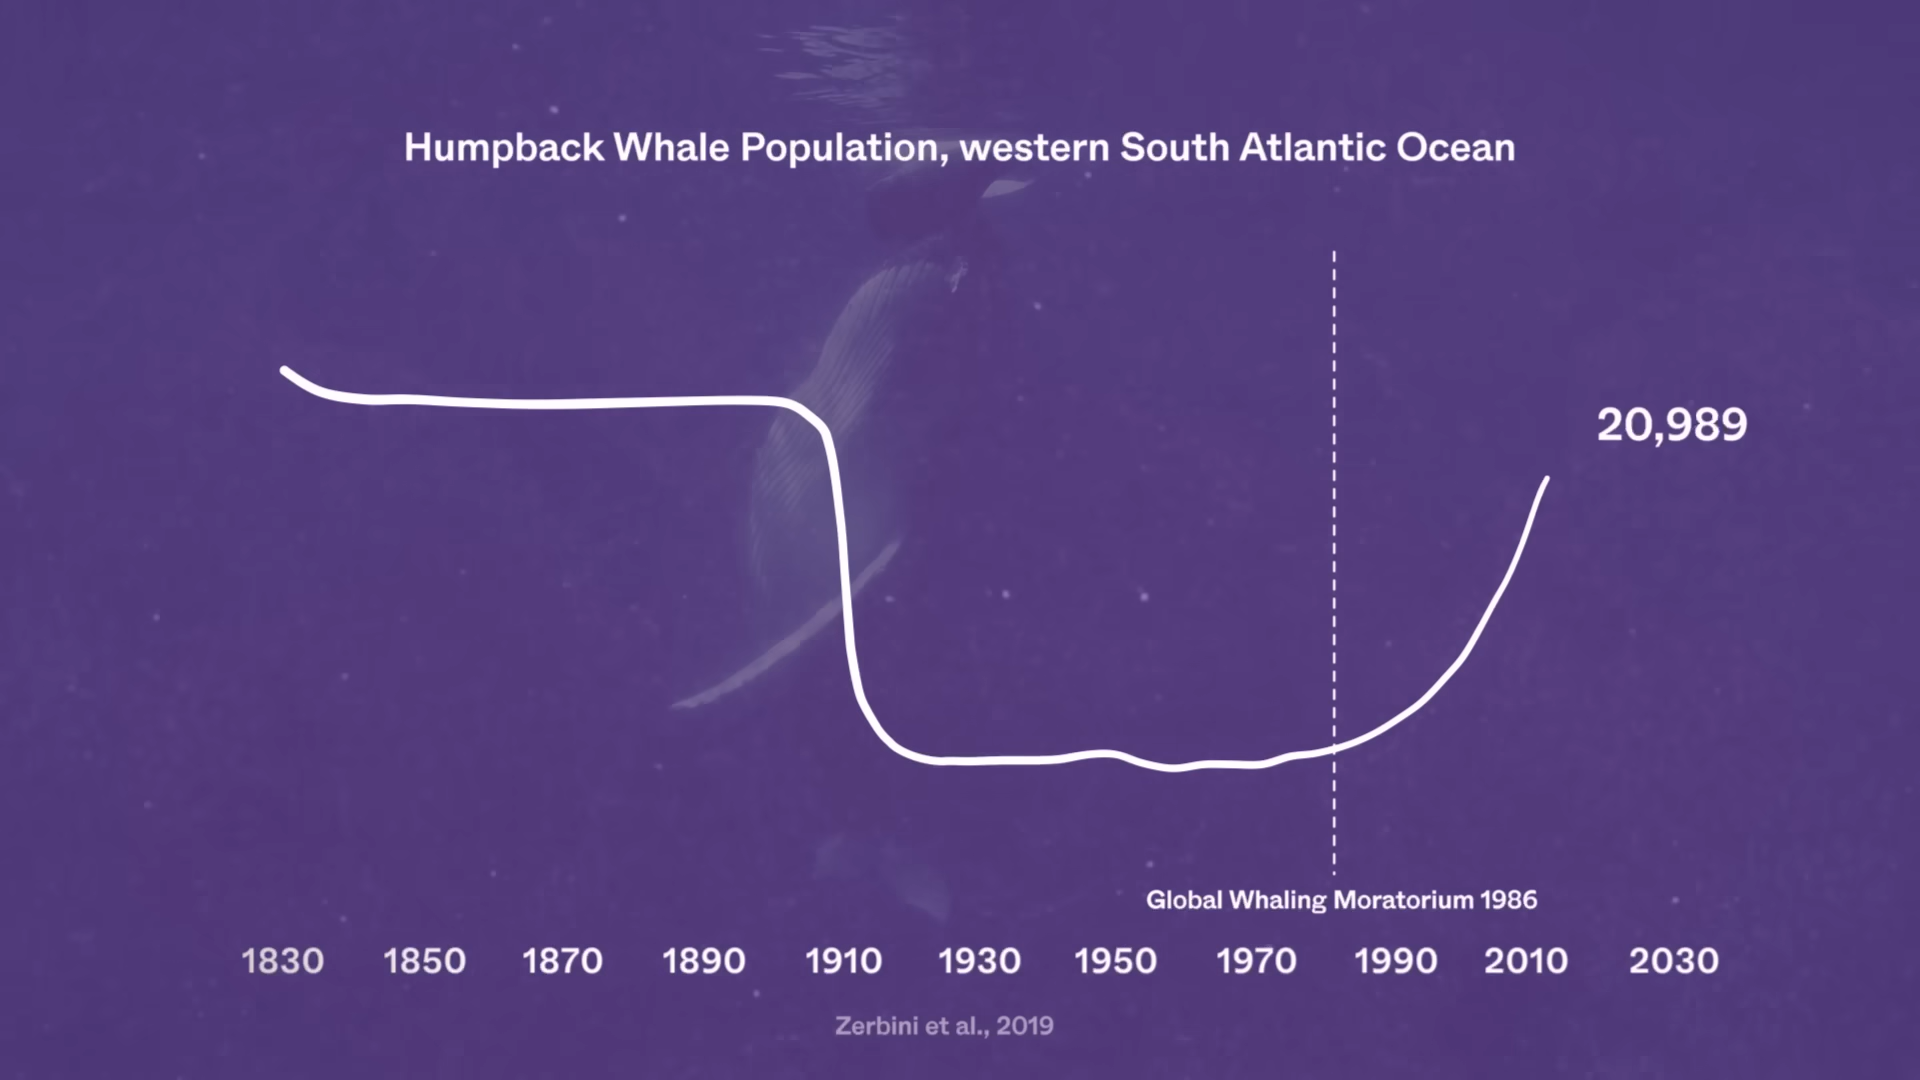 Humpback Whale Population, western South Atlantic Ocean
20,989
Global Whaling Moratorium 1986
1830 1850 1870 1890 1910 1930 1950 1970 1990 2010 2030
Zerbini et al., 2019